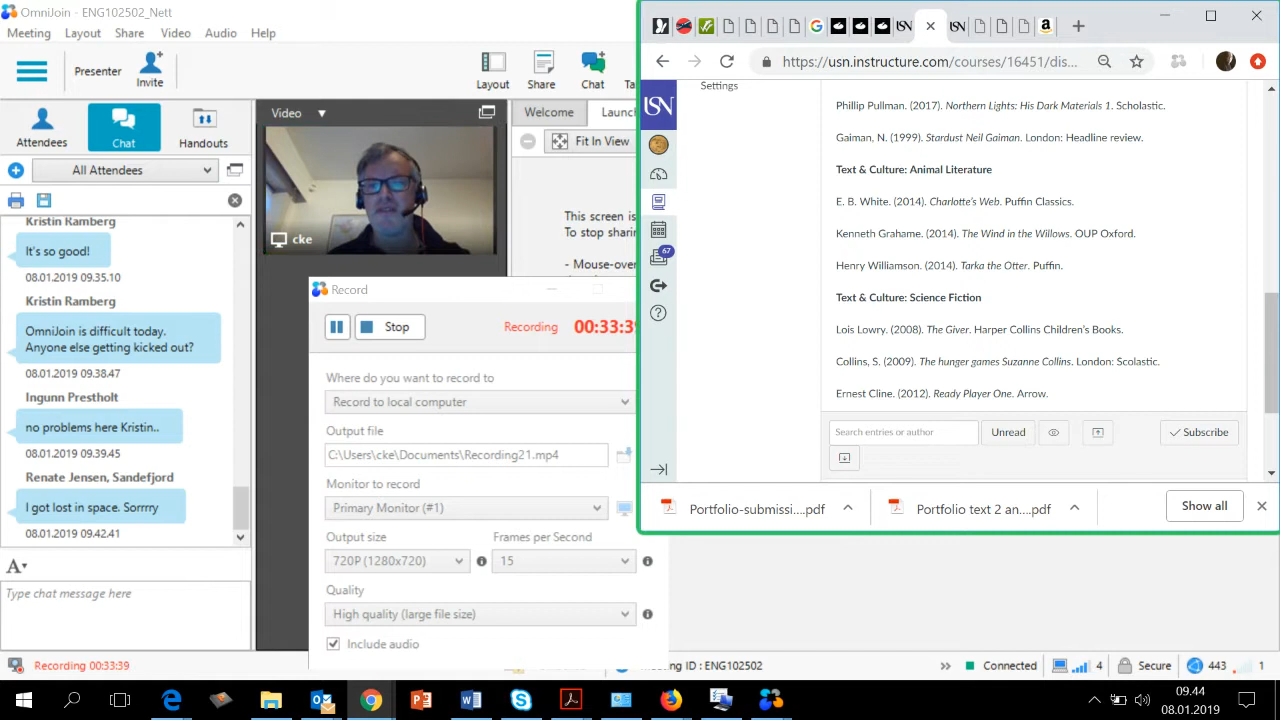 OmniJoin - ENG102502_Nett
Meeting Layout Share Video Audio Help
Presenter
Invite
Layout
Share
Chat
Attendees
Chat
Handouts
All Attendees
Kristin Ramberg
It's so good!
08.01.2019 09.35.10
Kristin Ramberg
OmniJoin is difficult today.
Anyone else getting kicked out?
08.01.2019 09.38.47
Ingunn Prestholt
no problems here Kristin..
08.01.2019 09.39.45
Renate Jensen, Sandefjord
I got lost in space. Sorrrry
08.01.2019 09.42.41
A
Type chat message here
Recording 00:33:39
Video
cke
Welcome
Fit In View
This screen is
To stop
- Mouse-over
Record
Stop
Recording
Where do you want to record to
Record to local computer
Output file
C:\Users\cke\Documents\Recording21.mp4
Monitor to record
Primary Monitor (#1)
Output size
Frames per Second
720P (1280x720)
15
Quality
High quality (large file size)
Include audio
ID : ENG102502
Connected
4
Secure
443
1
https://usn.instructure.com/courses/16451/dis...
USN
67
Settings
Phillip Pullman. (2017). Northern Lights: His Dark Materials 1. Scholastic.
Gaiman, N. (1999). Stardust Neil Gaiman. London: Headline review.
Text & Culture: Animal Literature
E. B. White. (2014). Charlotte's Web. Puffin Classics.
Kenneth Grahame. (2014). The Wind in the Willows. OUP Oxford.
Henry Williamson. (2014). Tarka the Otter. Puffin.
Text & Culture: Science Fiction
Lois Lowry. (2008). The Giver. Harper Collins Children's Books.
Collins, S. (2009). The hunger games Suzanne Collins. London: Scolastic.
Ernest Cline. (2012). Ready Player One. Arrow.
Search entries or author
Unread
Subscribe
Portfolio-submissi....pdf
Portfolio text 2 an....pdf
Show all
09.44
08.01.2019